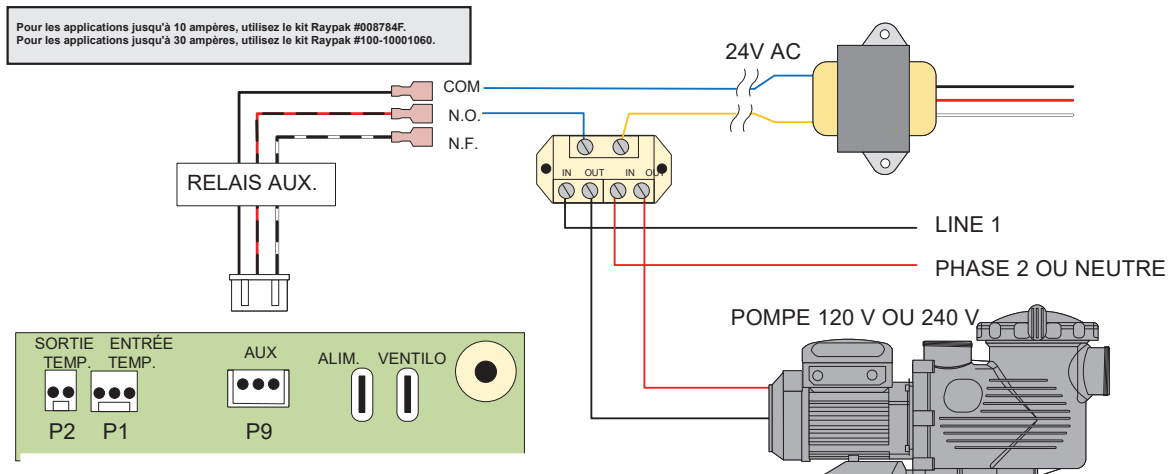 Pour les applications jusqu'à 10 ampères, utilisez le kit Raypak #008784F.
Pour les applications jusqu'à 30 ampères, utilisez le kit Raypak #100-10001060.
24V AC
COM
N.O.
N.F.
RELAIS AUX.
IN OUT IN OUT
LINE 1
PHASE 2 OU NEUTRE
POMPE 120 V OU 240 V
SORTIE TEMP.
ENTRÉE TEMP.
AUX
ALIM.
VENTILO
P2
P1
P9